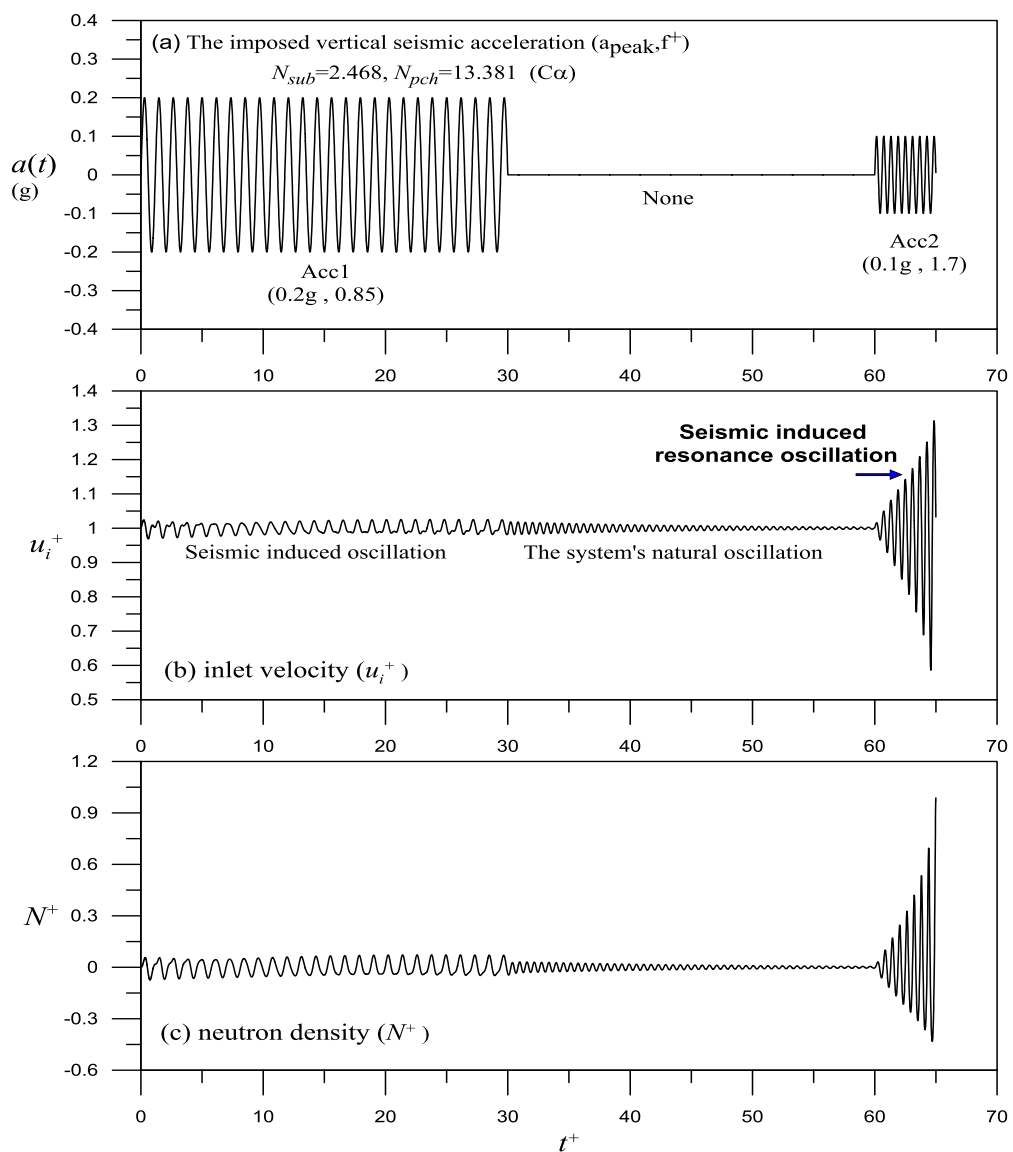 0.4
(a) The imposed vertical seismic acceleration (a_peak,f⁺)
0.3
N_sub=2.468, N_pch=13.381 (Cα)
0.2
0.1
a(t)
0
(g)
None
-0.1
-0.2
Acc1
(0.2g , 0.85)
Acc2
(0.1g , 1.7)
-0.3
-0.4
0 10 20 30 40 50 60 70
1.4
1.3
Seismic induced
resonance oscillation
1.2
1.1
1
u_i⁺
Seismic induced oscillation
The system's natural oscillation
0.9
0.8
0.7
(b) inlet velocity (u_i⁺ )
0.6
0.5
0 10 20 30 40 50 60 70
1.2
0.9
0.6
N⁺
0.3
0
-0.3
(c) neutron density (N⁺ )
-0.6
0 10 20 30 40 50 60 70
t⁺